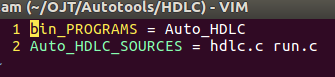 am (~/OJT/Autotools/HDLC) - VIM
1 bin_PROGRAMS = Auto_HDLC
2 Auto_HDLC_SOURCES = hdlc.c run.c